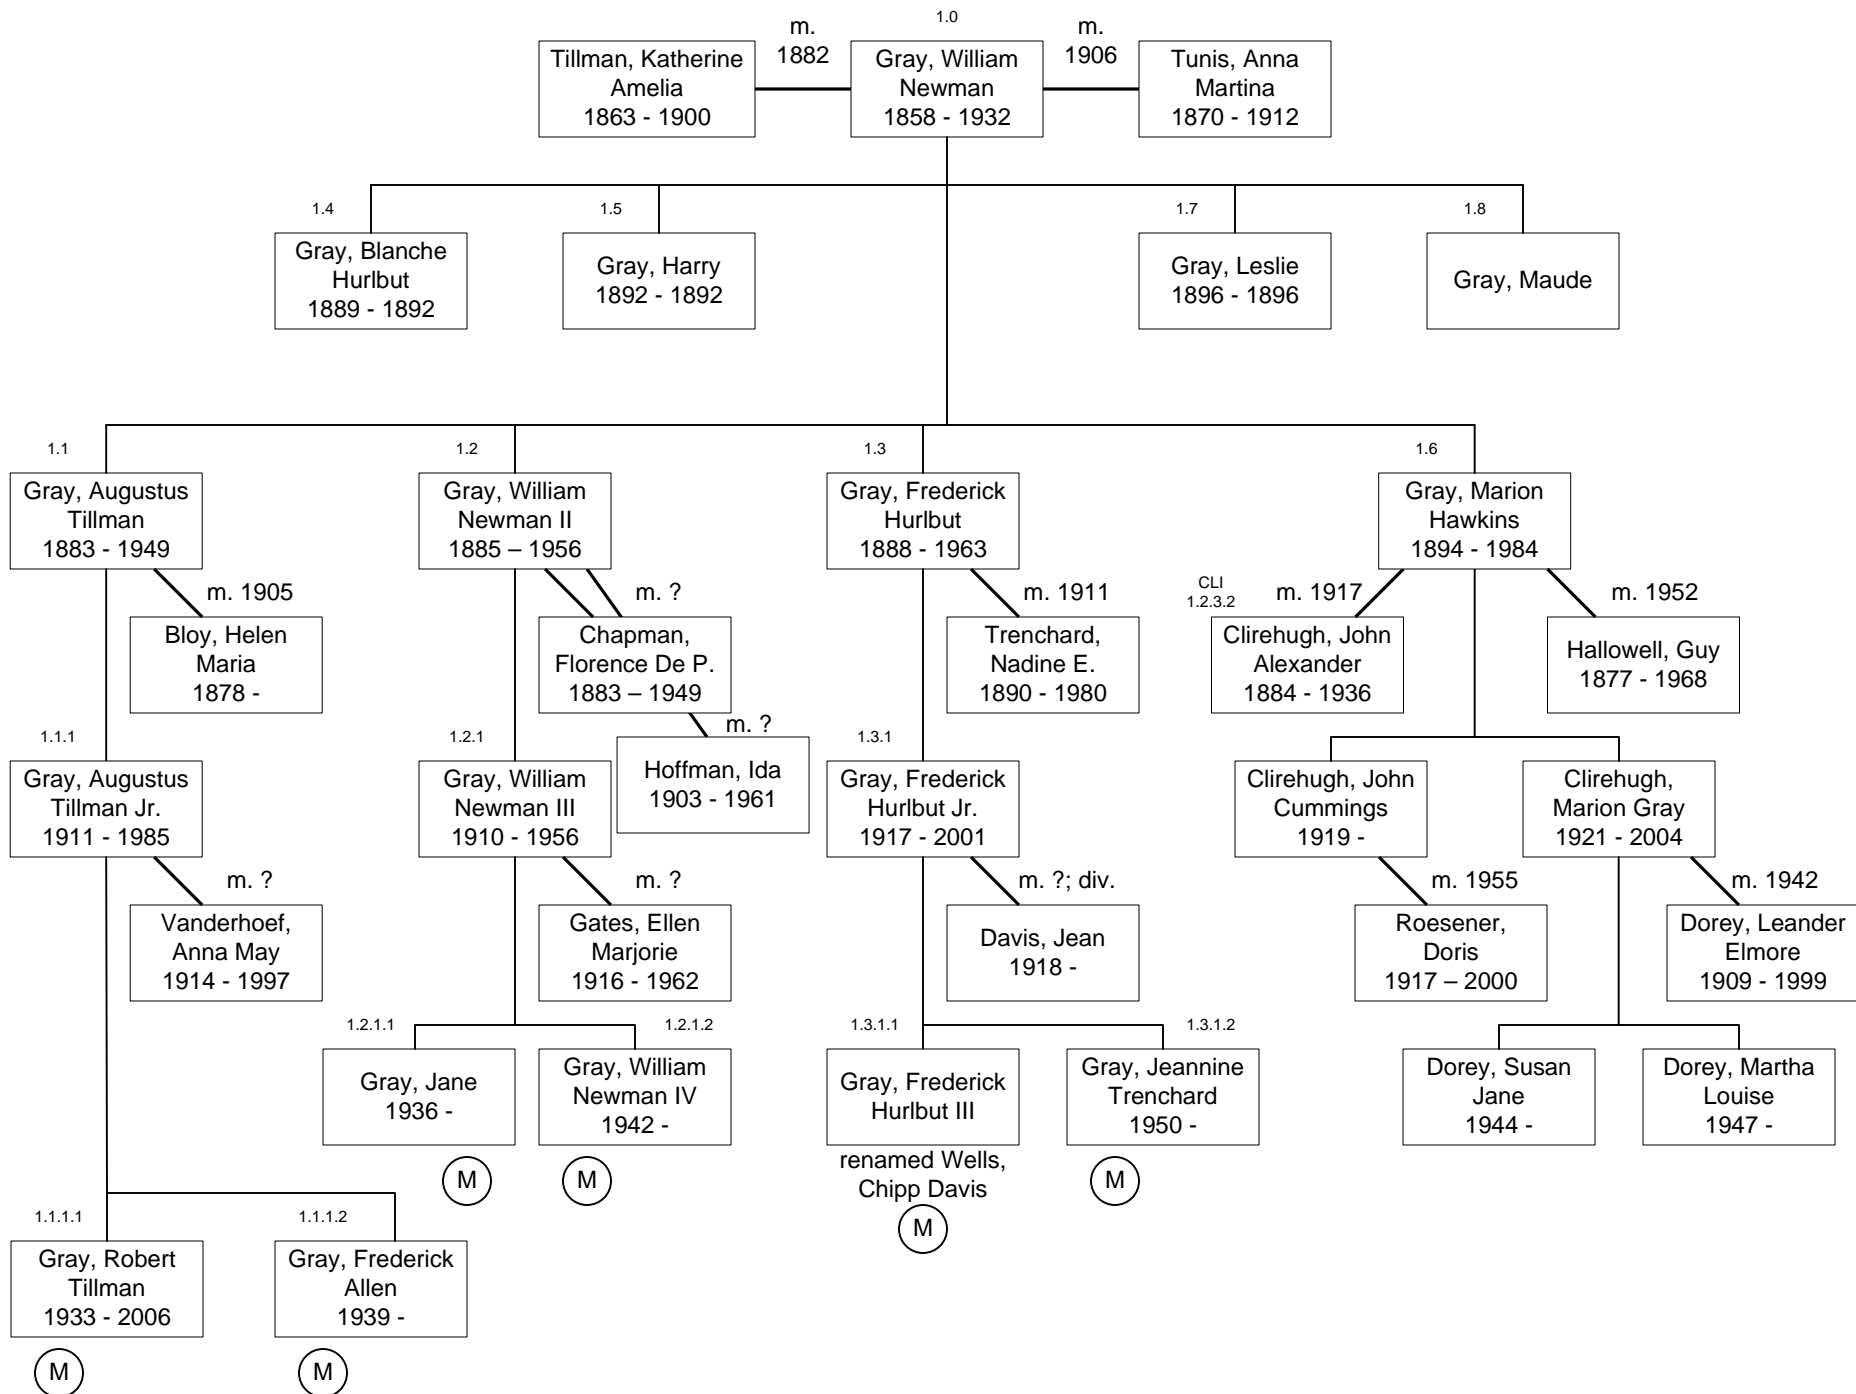 1.0
m.
1882
m.
1906
Tillman, Katherine
Amelia
1863 - 1900
Gray, William
Newman
1858 - 1932
Tunis, Anna
Martina
1870 - 1912
1.4
Gray, Blanche
Hurlbut
1889 - 1892
1.5
Gray, Harry
1892 - 1892
1.7
Gray, Leslie
1896 - 1896
1.8
Gray, Maude
1.1
Gray, Augustus
Tillman
1883 - 1949
1.2
Gray, William
Newman II
1885 – 1956
1.3
Gray, Frederick
Hurlbut
1888 - 1963
1.6
Gray, Marion
Hawkins
1894 - 1984
m. 1905
Bloy, Helen
Maria
1878 -
m. ?
Chapman,
Florence De P.
1883 – 1949
m. ?
Hoffman, Ida
1903 - 1961
m. 1911
Trenchard,
Nadine E.
1890 - 1980
CLI
1.2.3.2
m. 1917
Clirehugh, John
Alexander
1884 - 1936
m. 1952
Hallowell, Guy
1877 - 1968
1.1.1
Gray, Augustus
Tillman Jr.
1911 - 1985
1.2.1
Gray, William
Newman III
1910 - 1956
1.3.1
Gray, Frederick
Hurlbut Jr.
1917 - 2001
Clirehugh, John
Cummings
1919 -
Clirehugh,
Marion Gray
1921 - 2004
m. ?
Vanderhoef,
Anna May
1914 - 1997
m. ?
Gates, Ellen
Marjorie
1916 - 1962
m. ?; div.
Davis, Jean
1918 -
m. 1955
Roesener,
Doris
1917 – 2000
m. 1942
Dorey, Leander
Elmore
1909 - 1999
1.2.1.1
Gray, Jane
1936 -
M
1.2.1.2
Gray, William
Newman IV
1942 -
M
1.3.1.1
Gray, Frederick
Hurlbut III
renamed Wells,
Chipp Davis
M
1.3.1.2
Gray, Jeannine
Trenchard
1950 -
M
Dorey, Susan
Jane
1944 -
Dorey, Martha
Louise
1947 -
1.1.1.1
Gray, Robert
Tillman
1933 - 2006
M
1.1.1.2
Gray, Frederick
Allen
1939 -
M